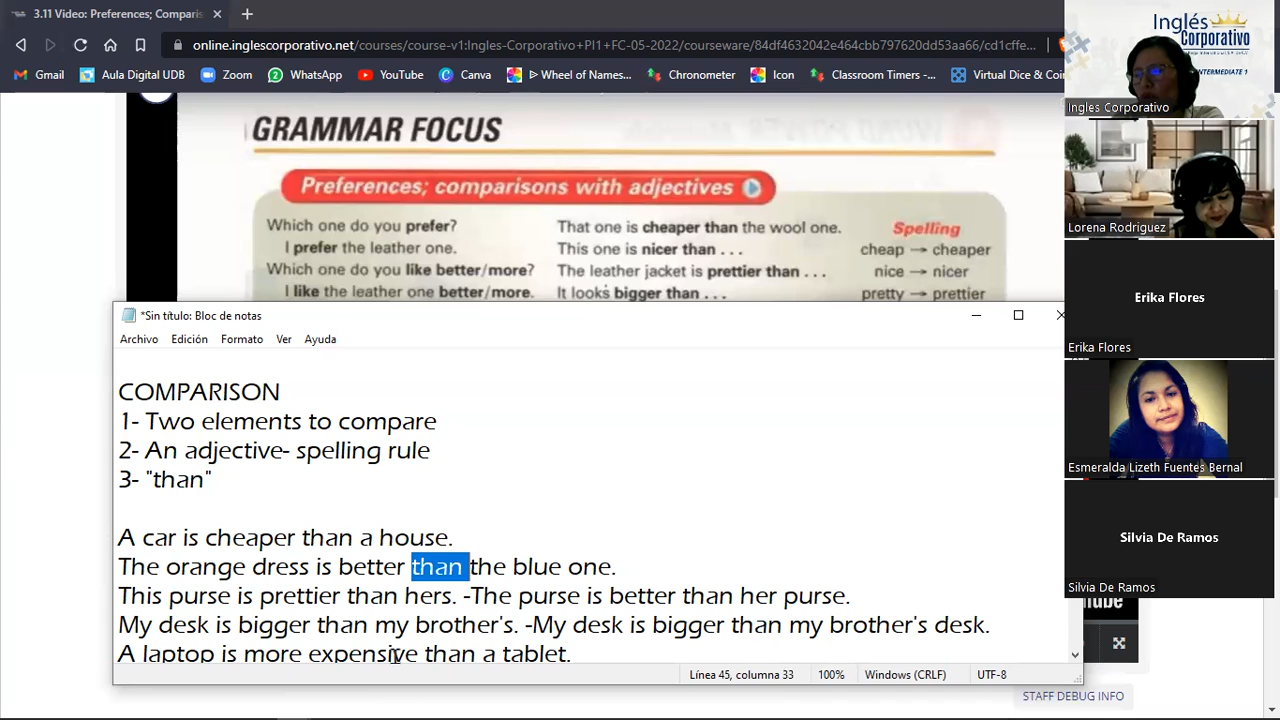 3.11 Video: Preferences; Comparis
online.inglescorporativo.net/courses/course-v1:Ingles-Corporativo+PI1+FC-05-2022/courseware/84df4632042e464cbb797620dd53aa66/cd1cffe...
Gmail Aula Digital UDB Zoom WhatsApp YouTube Canva Wheel of Names... Chronometer Icon Classroom Timers -... Virtual Dice & Coi
GRAMMAR FOCUS
Preferences; comparisons with adjectives
Which one do you prefer?
I prefer the leather one.
Which one do you like better/more?
I like the leather one better/more.
That one is cheaper than the wool one.
This one is nicer than . . .
The leather jacket is prettier than . . .
It looks bigger than . . .
Spelling
cheap → cheaper
nice → nicer
pretty → prettier
*Sin título: Bloc de notas
Archivo Edición Formato Ver Ayuda
COMPARISON
1- Two elements to compare
2- An adjective- spelling rule
3- "than"
A car is cheaper than a house.
The orange dress is better than the blue one.
This purse is prettier than hers. -The purse is better than her purse.
My desk is bigger than my brother's. -My desk is bigger than my brother's desk.
A laptop is more expensive than a tablet.
Línea 45, columna 33 100% Windows (CRLF) UTF-8
STAFF DEBUG INFO
Inglés
Corporativo
INTERMEDIATE 1
Ingles Corporativo
Lorena Rodriguez
Erika Flores
Erika Flores
Esmeralda Lizeth Fuentes Bernal
Silvia De Ramos
Silvia De Ramos